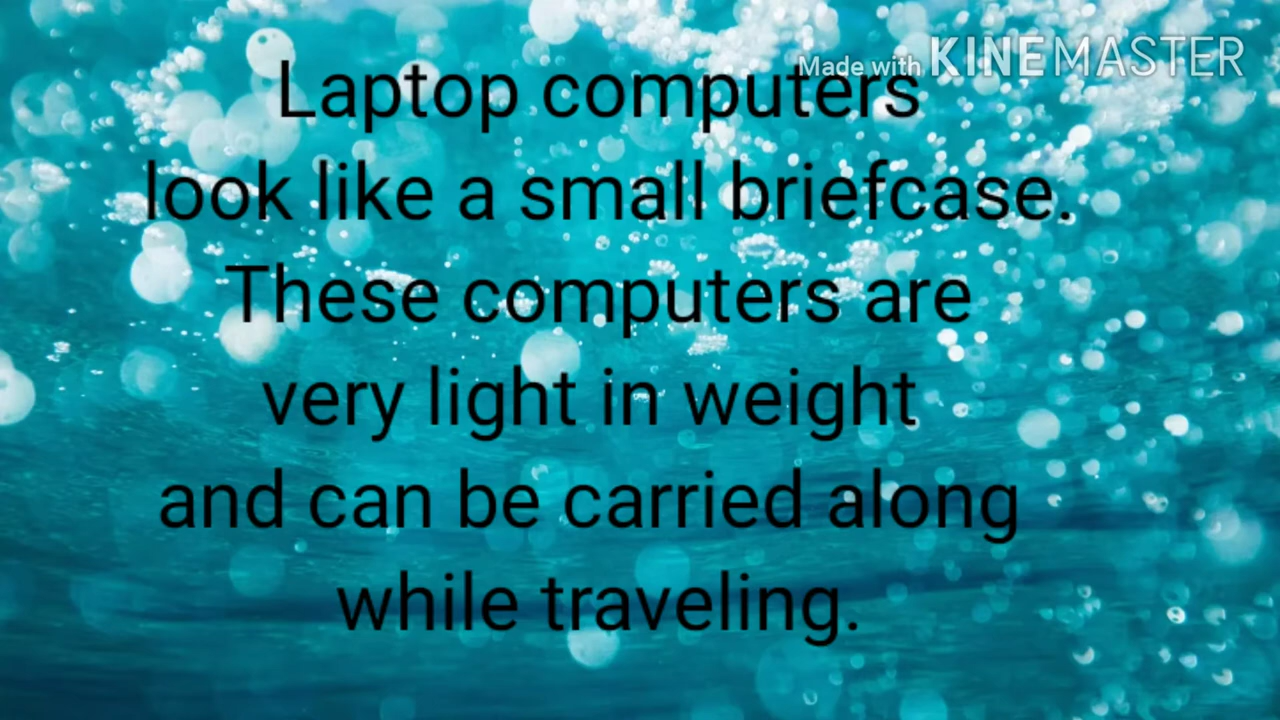 Made with KINEMASTER
Laptop computers
look like a small briefcase.
These computers are
very light in weight
and can be carried along
while traveling.